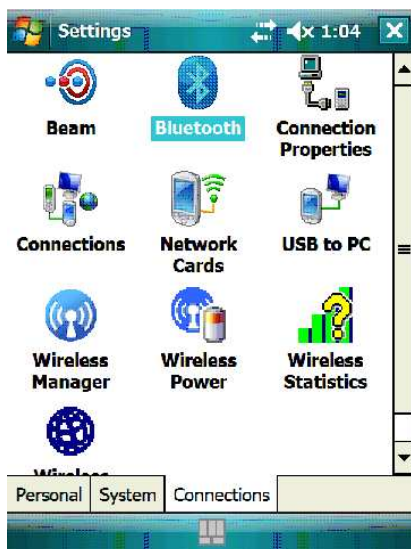 Settings 1:04
Beam Bluetooth Connection
Properties
Connections Network USB to PC
Cards
Wireless Wireless Wireless
Manager Power Statistics
Wireless
Personal System Connections